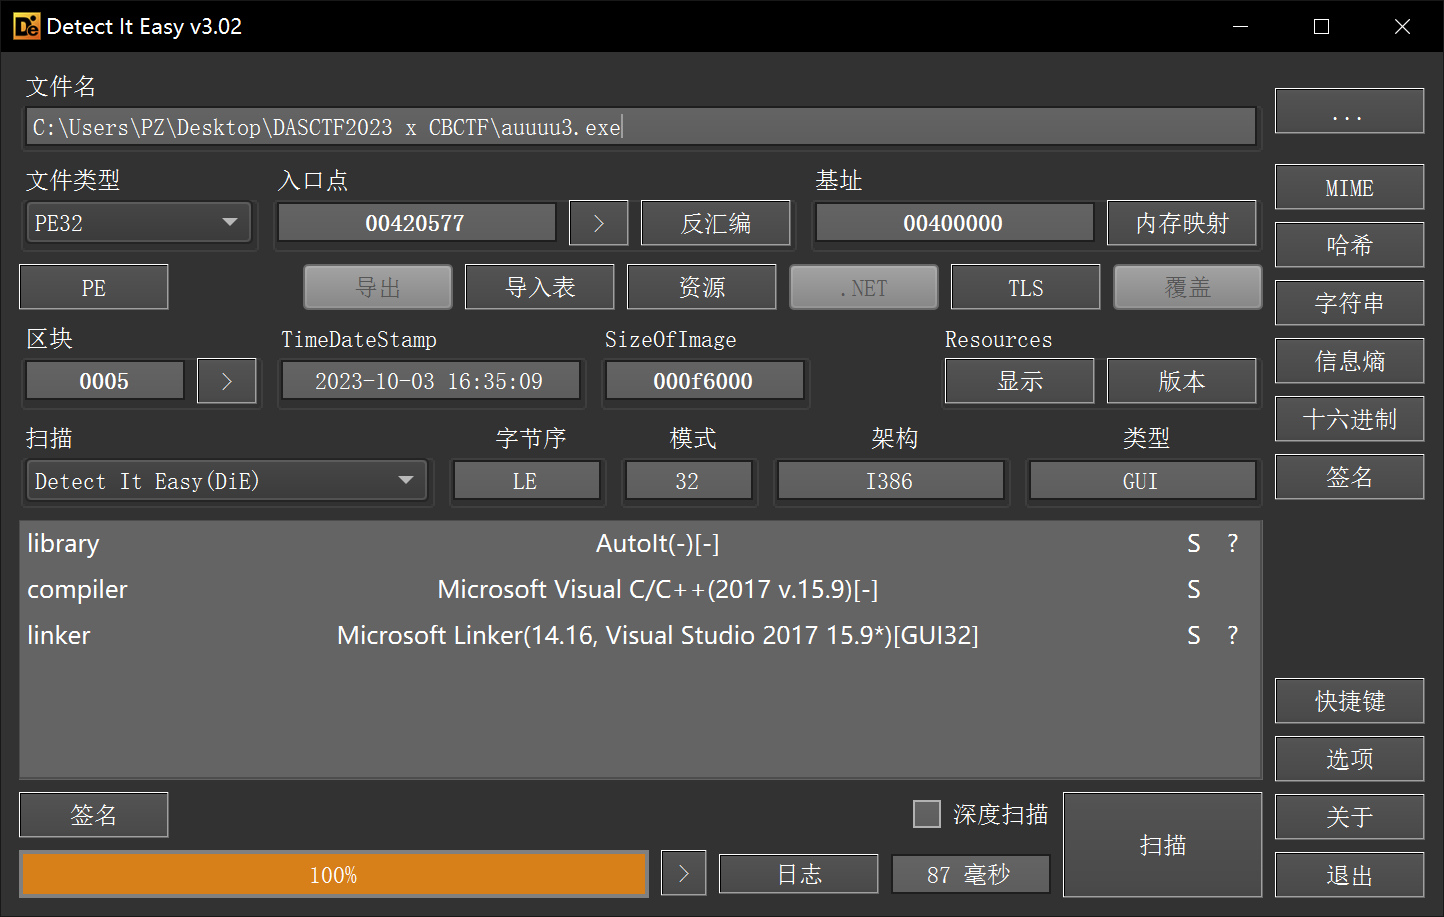 Detect It Easy v3.02
文件名
C:\Users\PZ\Desktop\DASCTF2023 x CBCTF\auuuu3.exe
...
文件类型 入口点 基址
PE32 00420577 > 反汇编 00400000 内存映射
MIME
哈希
PE 导出 导入表 资源 .NET TLS 覆盖
字符串
区块 TimeDateStamp SizeOfImage Resources
0005 > 2023-10-03 16:35:09 000f6000 显示 版本
信息熵
十六进制
扫描 字节序 模式 架构 类型
Detect It Easy(DiE) LE 32 I386 GUI
签名
library AutoIt(-)[-] S ?
compiler Microsoft Visual C/C++(2017 v.15.9)[-] S
linker Microsoft Linker(14.16, Visual Studio 2017 15.9*)[GUI32] S ?
快捷键
选项
签名 深度扫描 扫描
关于
100% > 日志 87 毫秒
退出